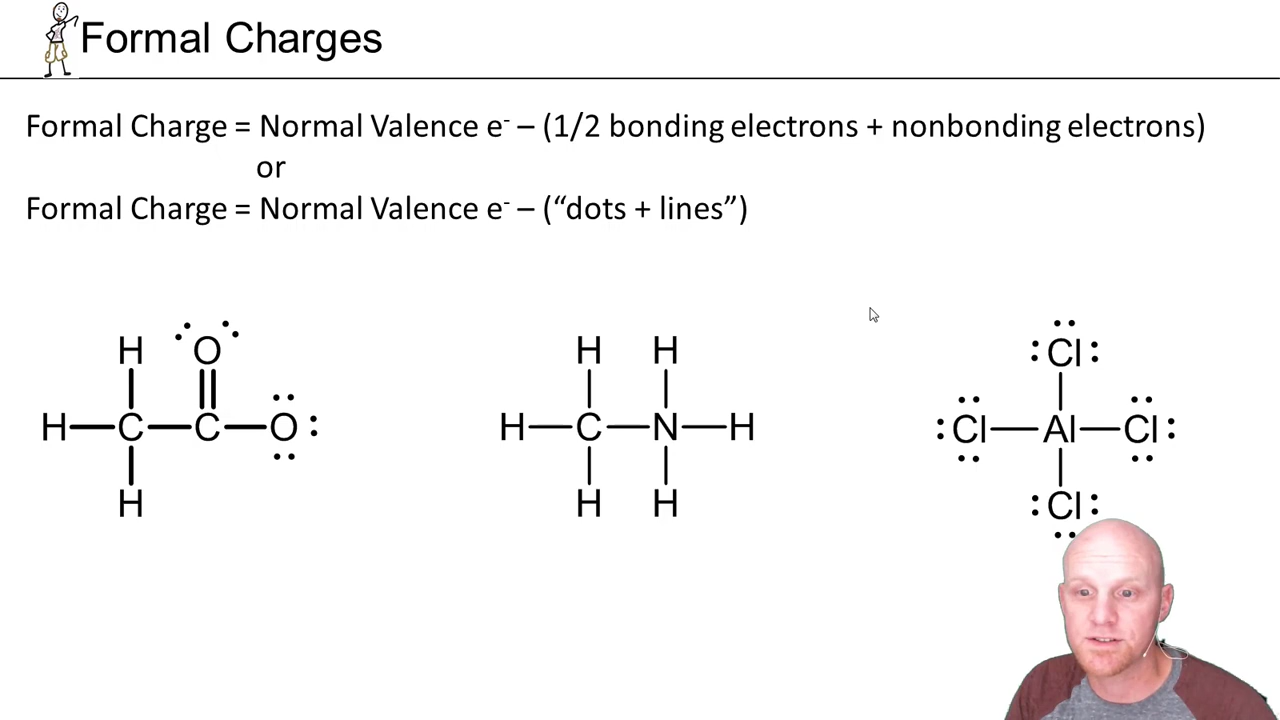 Formal Charges
Formal Charge = Normal Valence e⁻ – (1/2 bonding electrons + nonbonding electrons)
or
Formal Charge = Normal Valence e⁻ – (“dots + lines”)
H O
H C C O
H
H H
H C N H
H H
Cl
Cl Al Cl
Cl